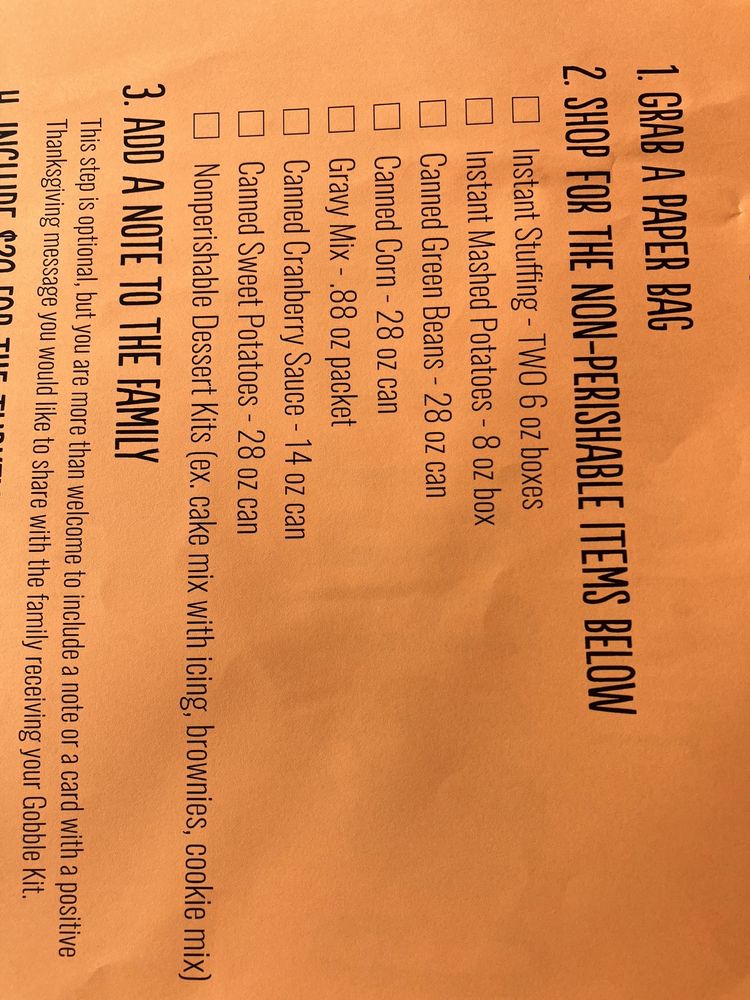 1. GRAB A PAPER BAG
2. SHOP FOR THE NON-PERISHABLE ITEMS BELOW
Instant Stuffing - TWO 6 oz boxes
Instant Mashed Potatoes - 8 oz box
Canned Green Beans - 28 oz can
Canned Corn - 28 oz can
Gravy Mix - .88 oz packet
Canned Cranberry Sauce - 14 oz can
Canned Sweet Potatoes - 28 oz can
Nonperishable Dessert Kits (ex. cake mix with icing, brownies, cookie mix)
3. ADD A NOTE TO THE FAMILY
This step is optional, but you are more than welcome to include a note or a card with a positive
Thanksgiving message you would like to share with the family receiving your Gobble Kit.
4. INCLUDE $20 FOR THE